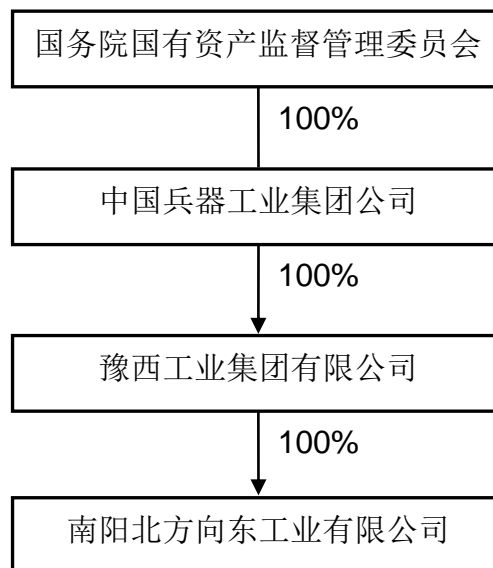 国务院国有资产监督管理委员会
100%
中国兵器工业集团公司
100%
豫西工业集团有限公司
100%
南阳北方向东工业有限公司